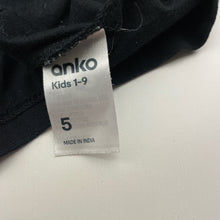 anko
Kids 1-9
5
MADE IN INDIA